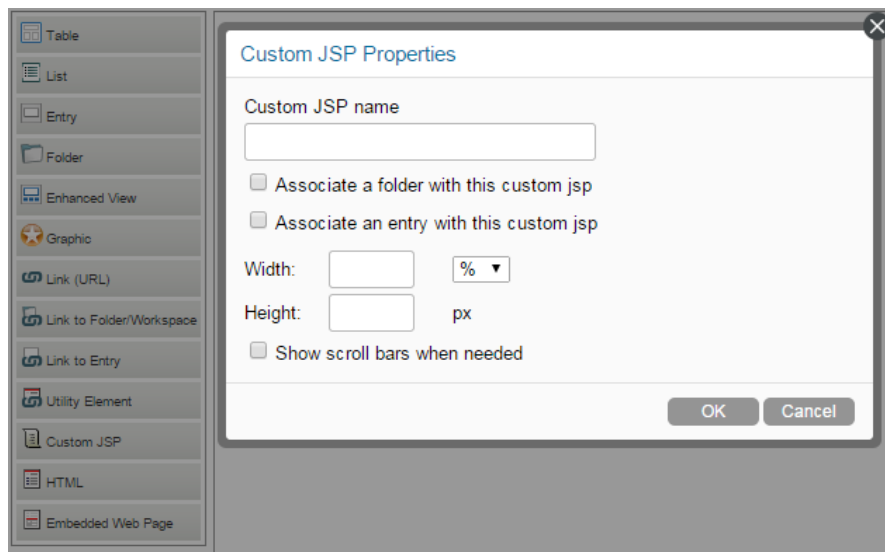 Table
List
Entry
Folder
Enhanced View
Graphic
Link (URL)
Link to Folder/Workspace
Link to Entry
Utility Element
Custom JSP
HTML
Embedded Web Page
Custom JSP Properties
Custom JSP name
Associate a folder with this custom jsp
Associate an entry with this custom jsp
Width: %
Height: px
Show scroll bars when needed
OK Cancel